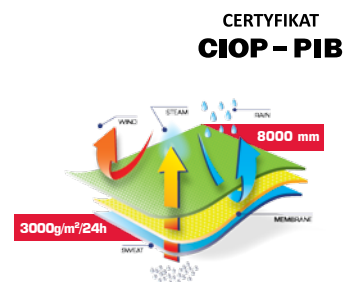 CERTYFIKAT
CIOP – PIB
STEAM
WIND
RAIN
8000 mm
MEMBRANE
3000g/m²/24h
SWEAT